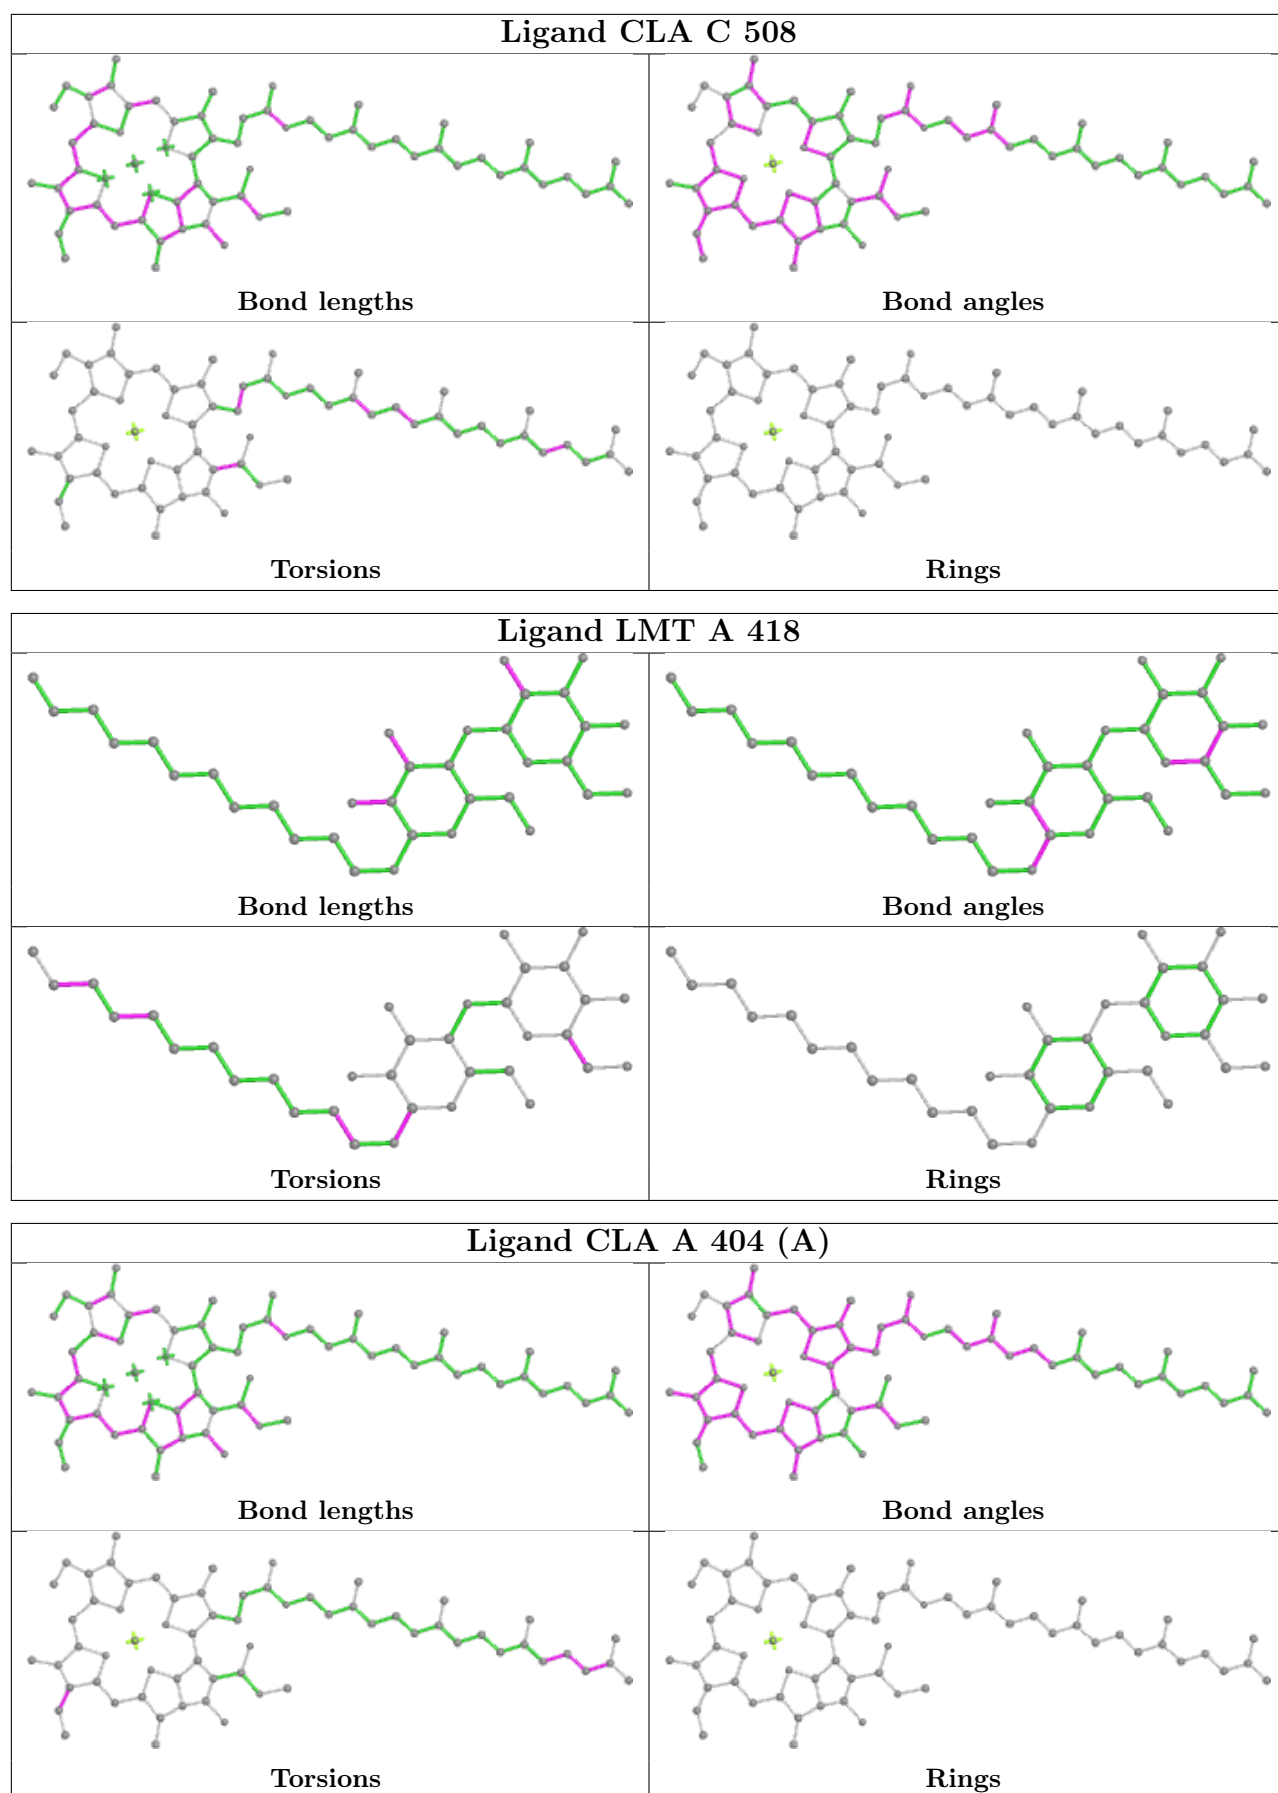 Ligand CLA C 508
Bond lengths
Bond angles
Torsions
Rings
Ligand LMT A 418
Bond lengths
Bond angles
Torsions
Rings
Ligand CLA A 404 (A)
Bond lengths
Bond angles
Torsions
Rings